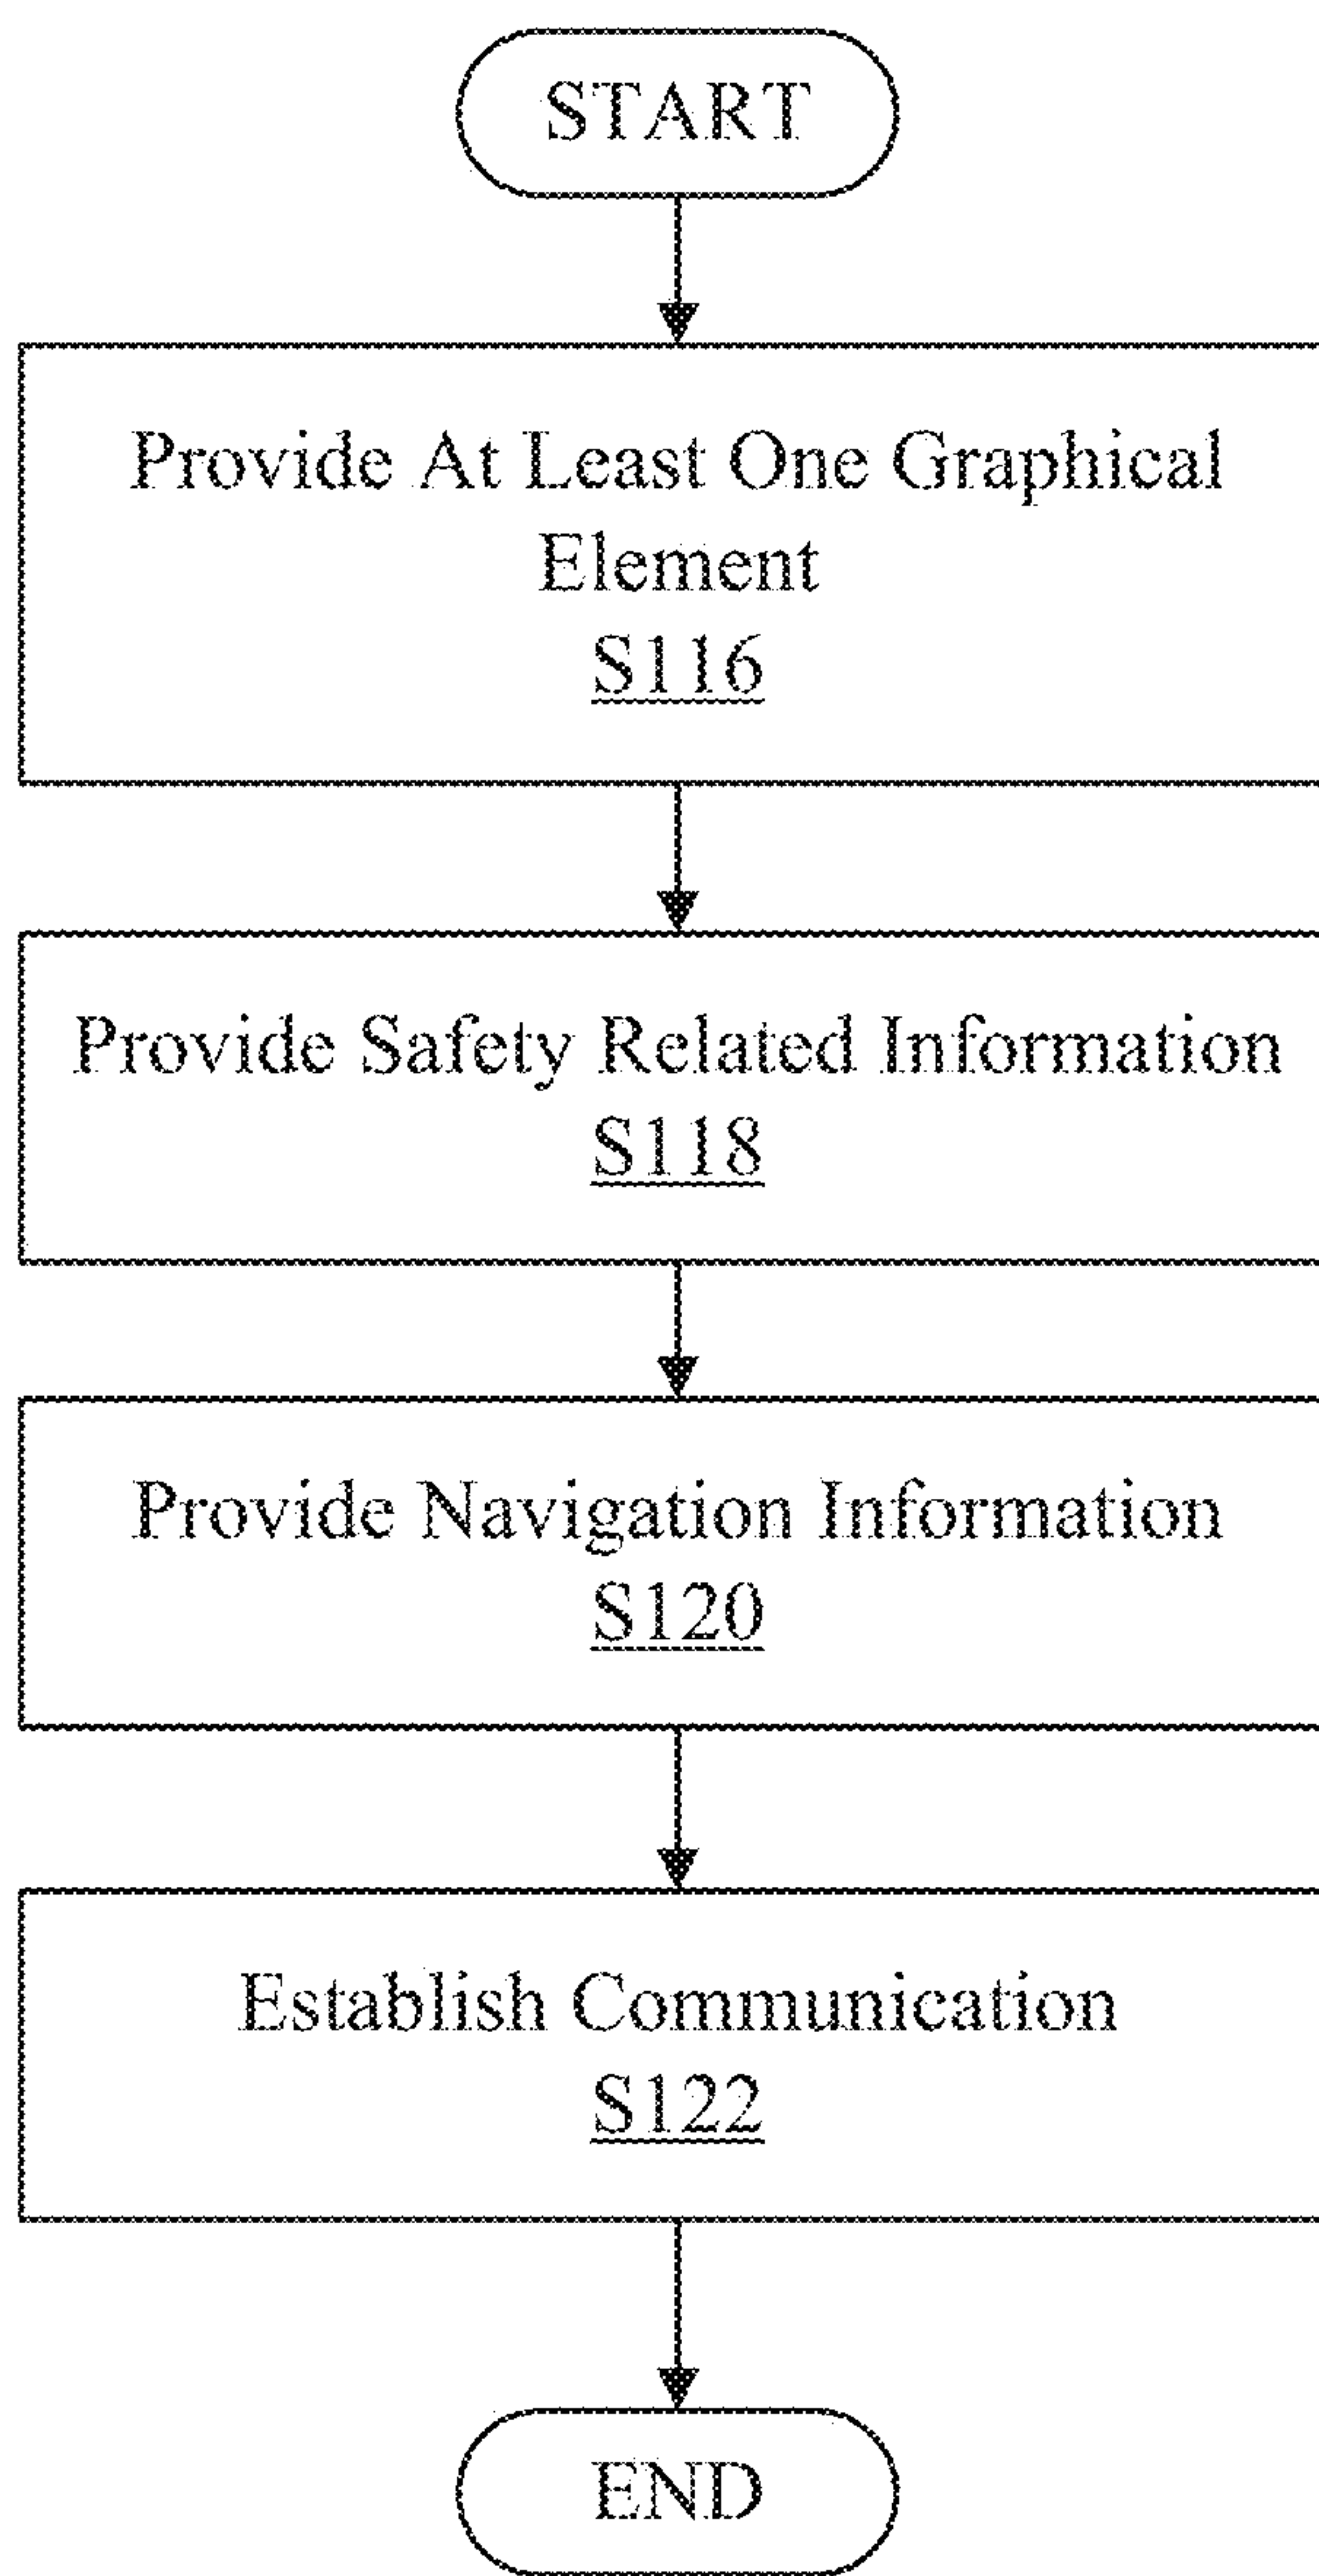 START
Provide At Least One Graphical
Element
S116
Provide Safety Related Information
S118
Provide Navigation Information
S120
Establish Communication
S122
END